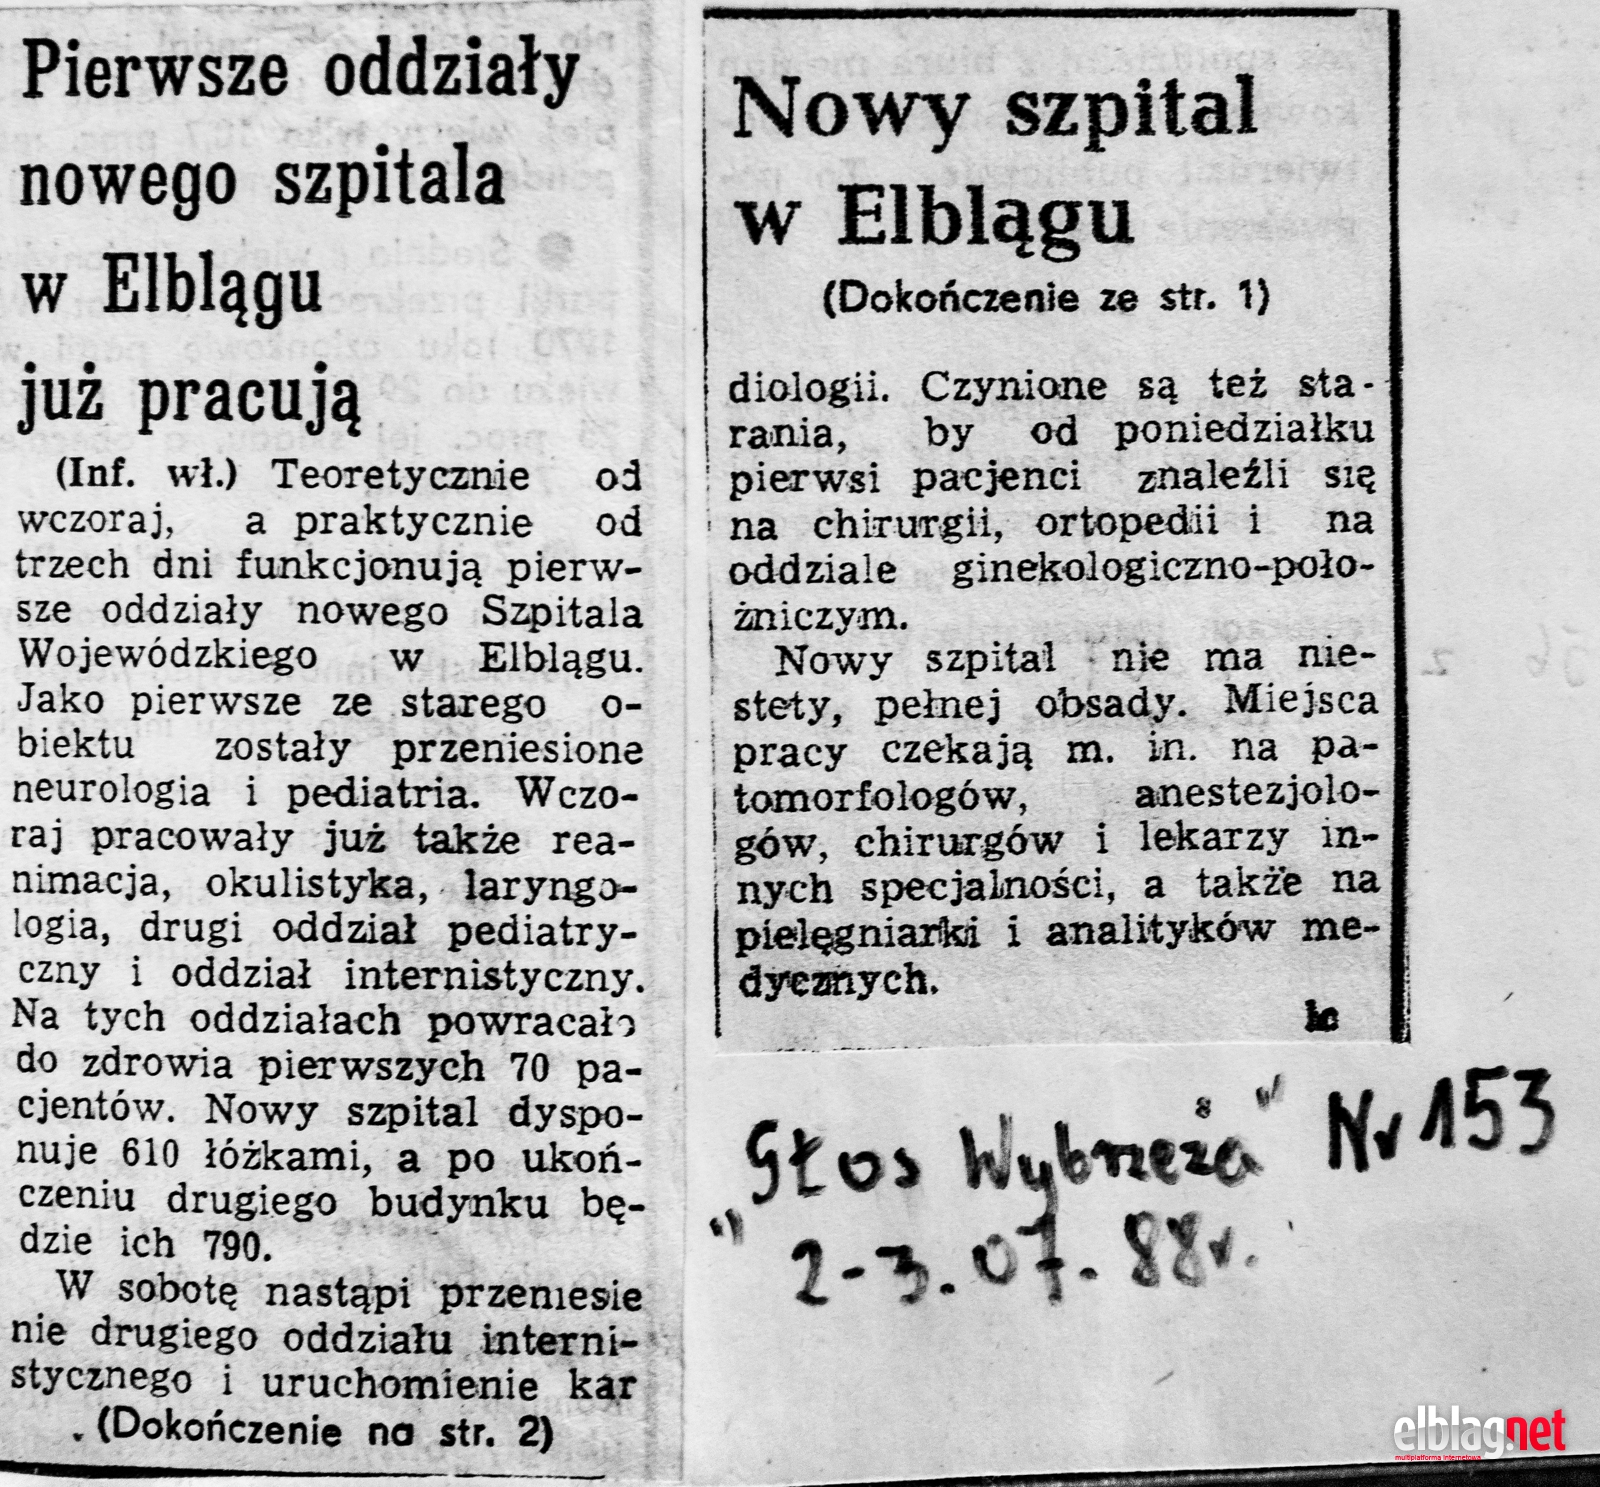 Pierwsze oddziały
nowego szpitala
w Elblągu
już pracują
(Inf. wł.) Teoretycznie od
wczoraj, a praktycznie od
trzech dni funkcjonują pierw-
sze oddziały nowego Szpitala
Wojewódzkiego w Elblągu.
Jako pierwsze ze starego o-
biektu zostały przeniesione
neurologia i pediatria. Wczo-
raj pracowały już także rea-
nimacja, okulistyka, laryngo-
logia, drugi oddział pediatry-
czny i oddział internistyczny.
Na tych oddziałach powracało
do zdrowia pierwszych 70 pa-
cjentów. Nowy szpital dyspo-
nuje 610 łóżkami, a po ukoń-
czeniu drugiego budynku bę-
dzie ich 790.
W sobotę nastąpi przeniesie
nie drugiego oddziału interni-
stycznego i uruchomienie kar
(Dokończenie na str. 2)
Nowy szpital
w Elblągu
(Dokończenie ze str. 1)
diologii. Czynione są też sta-
rania, by od poniedziałku
pierwsi pacjenci znaleźli się
na chirurgii, ortopedii i na
oddziale ginekologiczno-poło-
żniczym.
Nowy szpital nie ma nie-
stety, pełnej obsady. Miejsca
pracy czekają m. in. na pa-
tomorfologów, anestezjolo-
gów, chirurgów i lekarzy in-
nych specjalności, a także na
pielęgniarki i analityków me-
dycznych.
"Głos Wybrzeża" Nr 153
2-3.07.88r.
elblag.net
multiplatforma internetowa